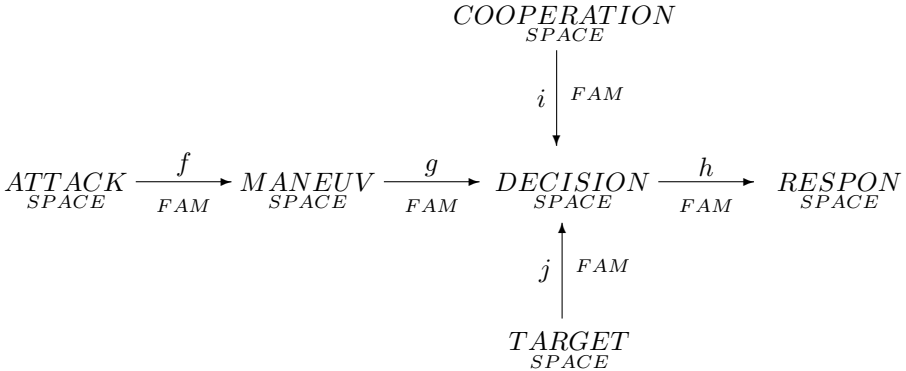 COOPERATION
SPACE
i FAM
f g h
ATTACK MANEUV DECISION RESPON
SPACE FAM SPACE FAM SPACE FAM SPACE
j FAM
TARGET
SPACE